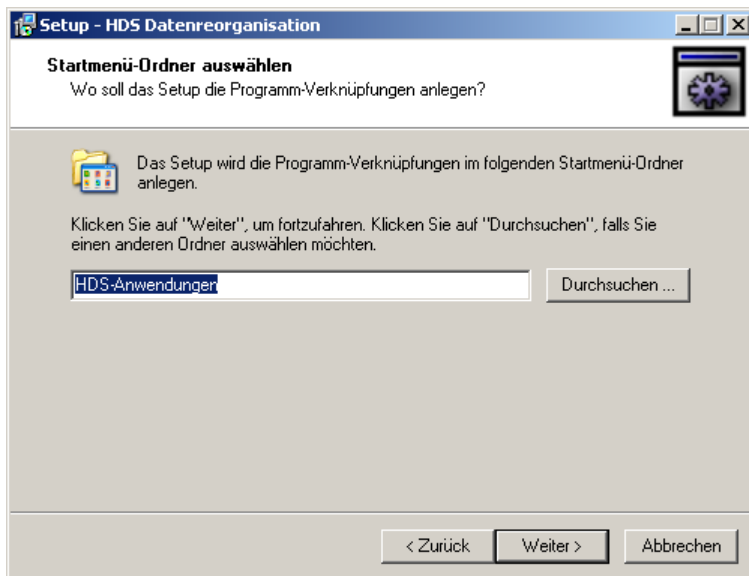 Setup - HDS Datenreorganisation
Startmenü-Ordner auswählen
Wo soll das Setup die Programm-Verknüpfungen anlegen?
Das Setup wird die Programm-Verknüpfungen im folgenden Startmenü-Ordner
anlegen.
Klicken Sie auf "Weiter", um fortzufahren. Klicken Sie auf "Durchsuchen", falls Sie
einen anderen Ordner auswählen möchten.
HDS-Anwendungen
Durchsuchen ...
< Zurück
Weiter >
Abbrechen